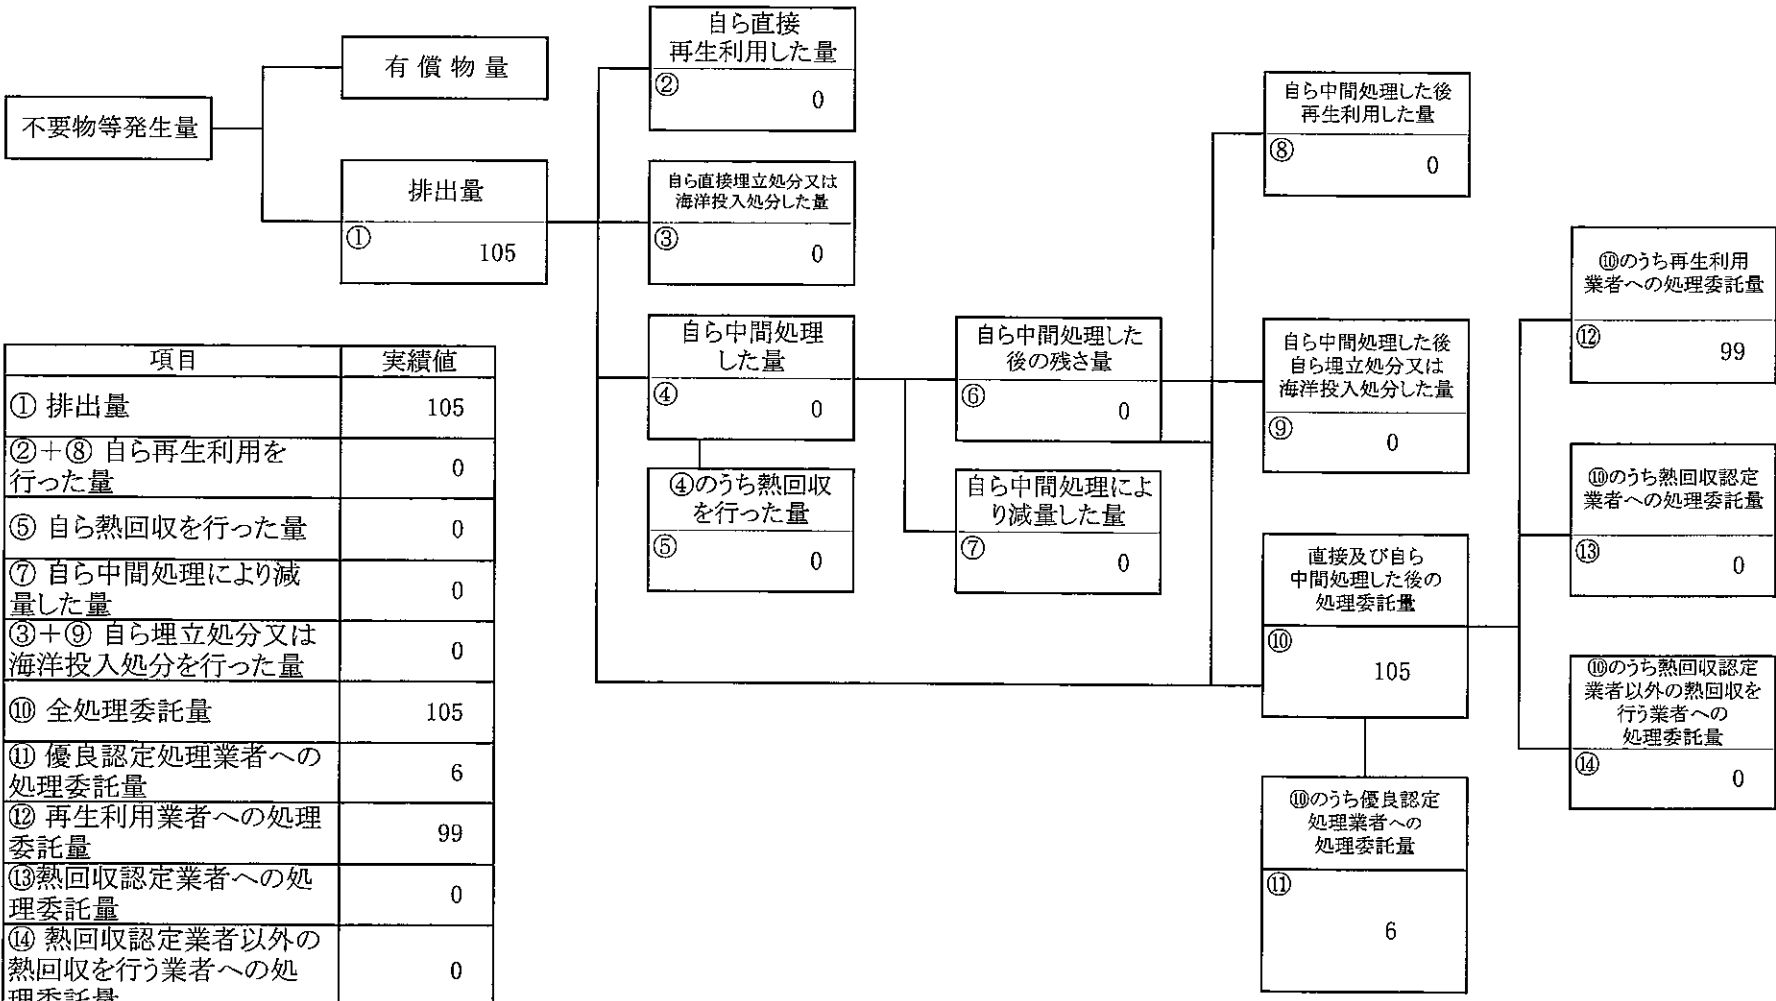 不要物等発生量
有償物量
排出量
①
105
自ら直接
再生利用した量
②
0
自ら直接埋立処分又は
海洋投入処分した量
③
0
自ら中間処理
した量
④
0
④のうち熱回収
を行った量
⑤
0
自ら中間処理した
後の残さ量
⑥
0
自ら中間処理によ
り減量した量
⑦
0
自ら中間処理した後
再生利用した量
⑧
0
自ら中間処理した後
自ら埋立処分又は
海洋投入処分した量
⑨
0
直接及び自ら
中間処理した後の
処理委託量
⑩
105
⑩のうち優良認定
処理業者への
処理委託量
⑪
6
⑩のうち再生利用
業者への処理委託量
⑫
99
⑩のうち熱回収認定
業者への処理委託量
⑬
0
⑩のうち熱回収認定
業者以外の熱回収を
行う業者への
処理委託量
⑭
0
項目 実績値
① 排出量 105
②+⑧ 自ら再生利用を
行った量 0
⑤ 自ら熱回収を行った量 0
⑦ 自ら中間処理により減
量した量 0
③+⑨ 自ら埋立処分又は
海洋投入処分を行った量 0
⑩ 全処理委託量 105
⑪ 優良認定処理業者への
処理委託量 6
⑫ 再生利用業者への処理
委託量 99
⑬熱回収認定業者への処
理委託量 0
⑭ 熱回収認定業者以外の
熱回収を行う業者への処 0
理委託量